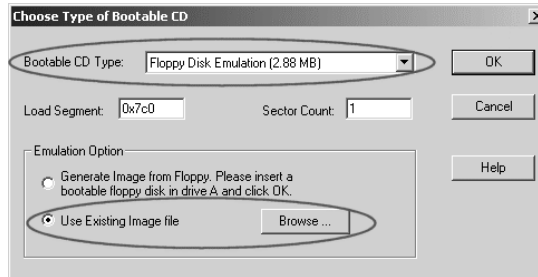 Choose Type of Bootable CD
Bootable CD Type: Floppy Disk Emulation (2.88 MB) OK
Load Segment: 0x7c0 Sector Count: 1 Cancel
Emulation Option
Generate Image from Floppy. Please insert a
bootable floppy disk in drive A and click OK.
Help
Use Existing Image file Browse ...